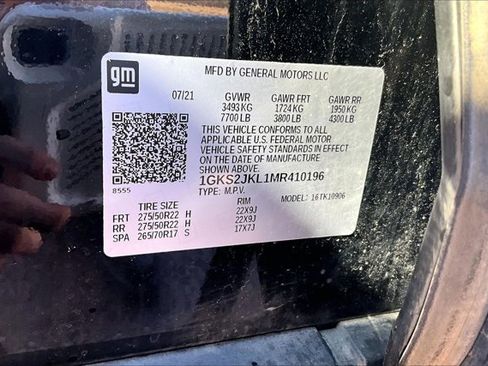 gm
MFD BY GENERAL MOTORS LLC
07/21 GVWR GAWR FRT GAWR RR
3493 KG 1724 KG 1950 KG
7700 LB 3800 LB 4300 LB
THIS VEHICLE CONFORMS TO ALL
APPLICABLE U.S. FEDERAL MOTOR
VEHICLE SAFETY STANDARDS IN EFFECT
ON THE DATE OF MANUFACTURE
SHOWN ABOVE.
8555 1GKS2JKL1MR410196
TYPE: M.P.V. MODEL: 16TK10906
TIRE SIZE RIM
FRT 275/50R22 H 22X9J
RR 275/50R22 H 22X9J
SPA 265/70R17 S 17X7J